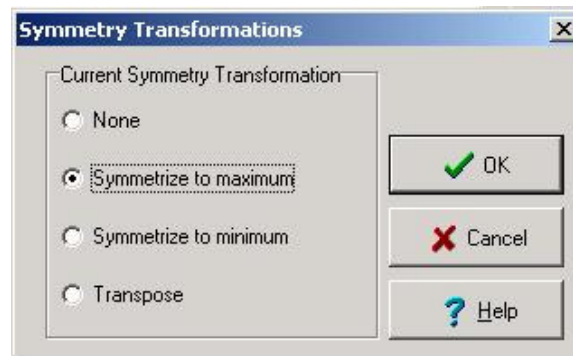 Symmetry Transformations
Current Symmetry Transformation
None
Symmetrize to maximum
Symmetrize to minimum
Transpose
OK
Cancel
Help